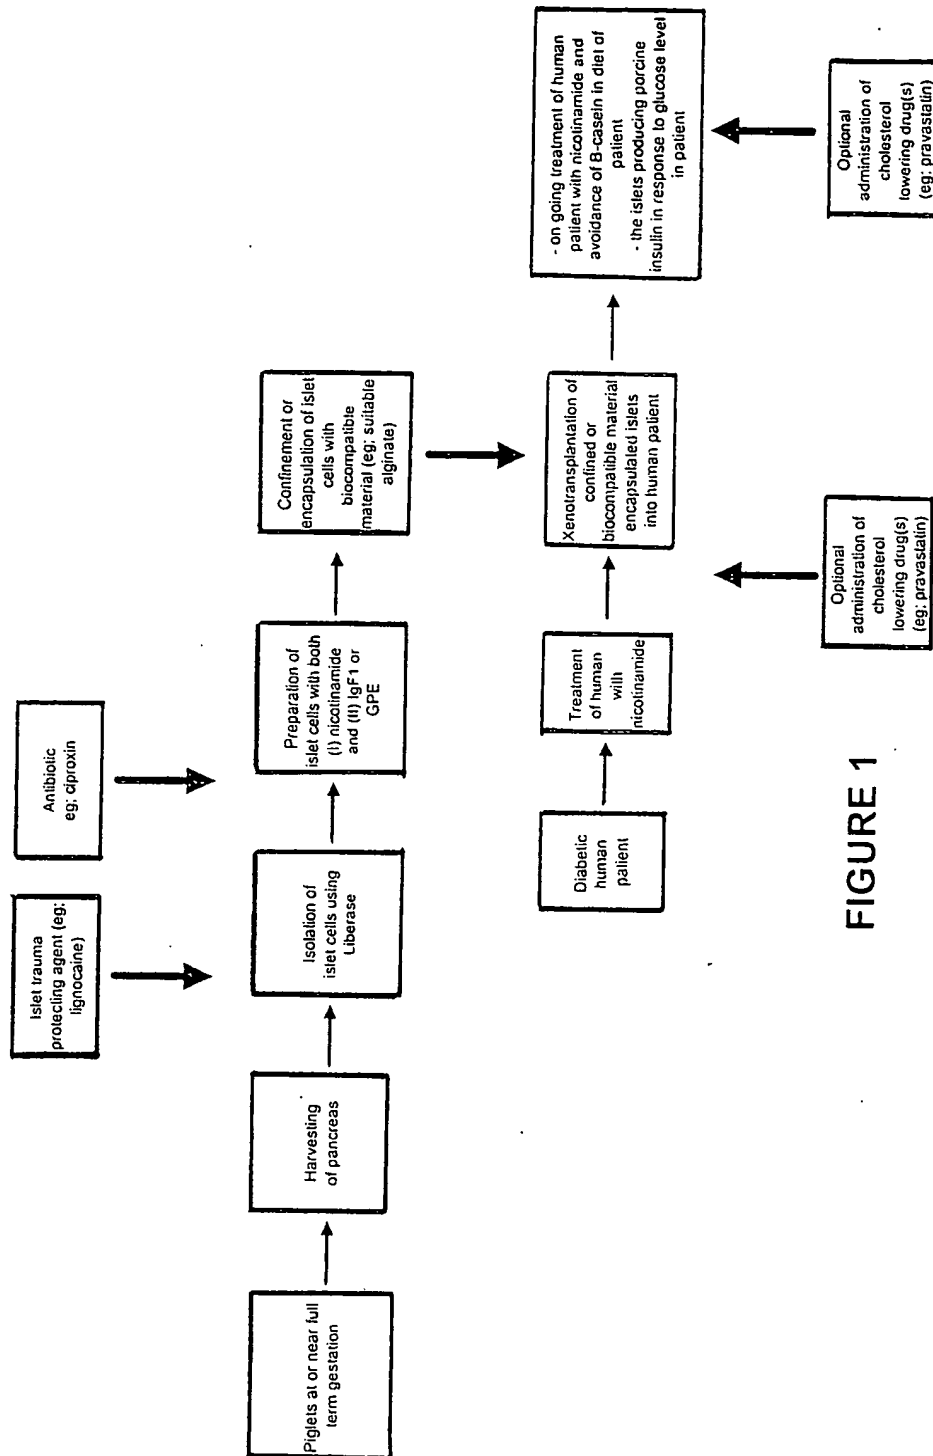 Islet trauma
protecting agent (eg;
lignocaine)
Antibiotic
eg; ciproxin
Piglets at or near full
term gestation
Harvesting
of pancreas
Isolation of
islet cells using
Liberase
Preparation of
islet cells with both
(I) nicotinamide
and (II) IgF1 or
GPE
Confinement or
encapsulation of islet
cells with
biocompatible
material (eg; suitable
alginate)
Diabetic
human
patient
Treatment
of human
with
nicotinamide
Xenotransplantation of
confined or
biocompatible material
encapsulated islets
into human patient
- on going treatment of human
patient with nicotinamide and
avoidance of B-casein in diet of
patient
- the islets producing porcine
insulin in response to glucose level
in patient
Optional
administration of
cholesterol
lowering drug(s)
(eg; pravastatin)
Optional
administration of
cholesterol
lowering drug(s)
(eg; pravastatin)
FIGURE 1